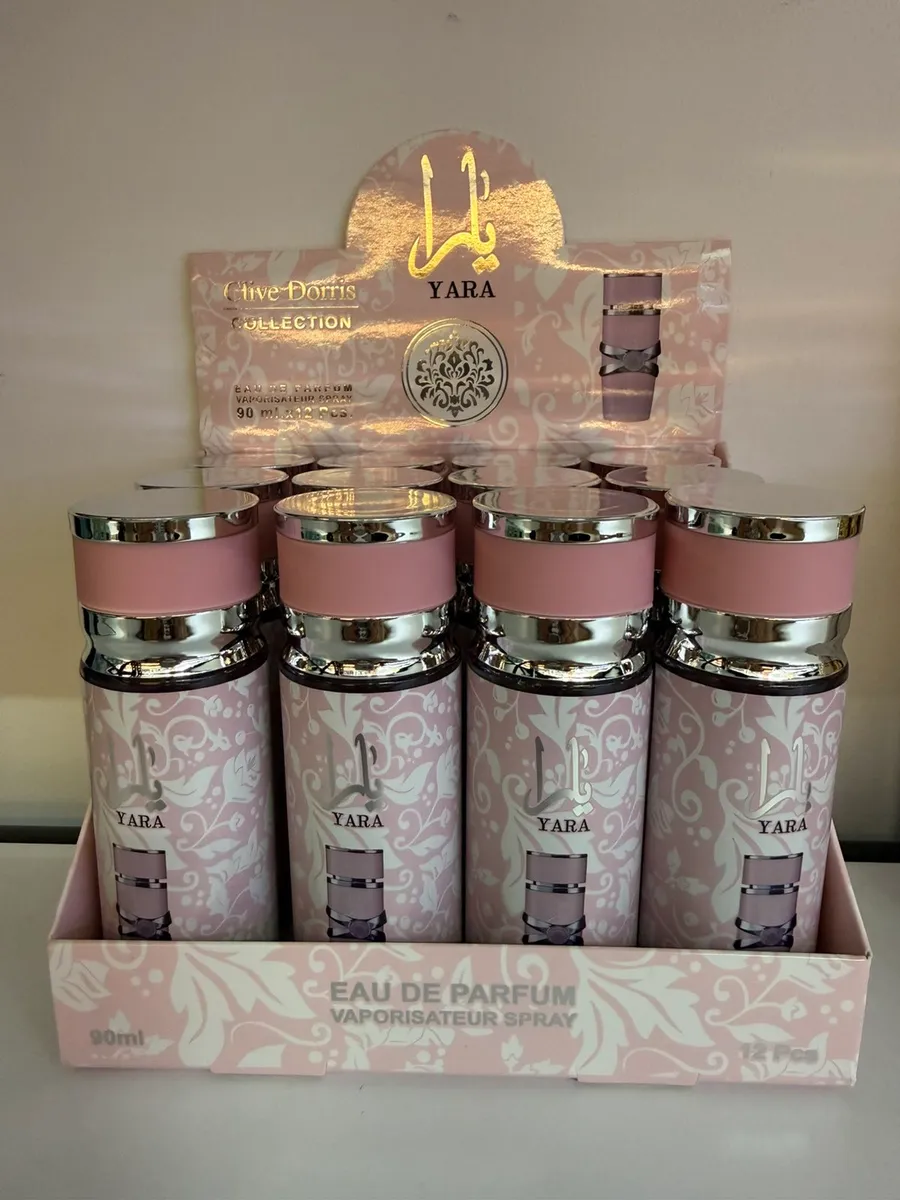 يارا
YARA
Clive Dorris
COLLECTION
EAU DE PARFUM
VAPORISATEUR SPRAY
90 ml.x12 Pcs.
يارا
YARA
يارا
YARA
يارا
YARA
يارا
YARA
EAU DE PARFUM
VAPORISATEUR SPRAY
90ml
12 Pcs